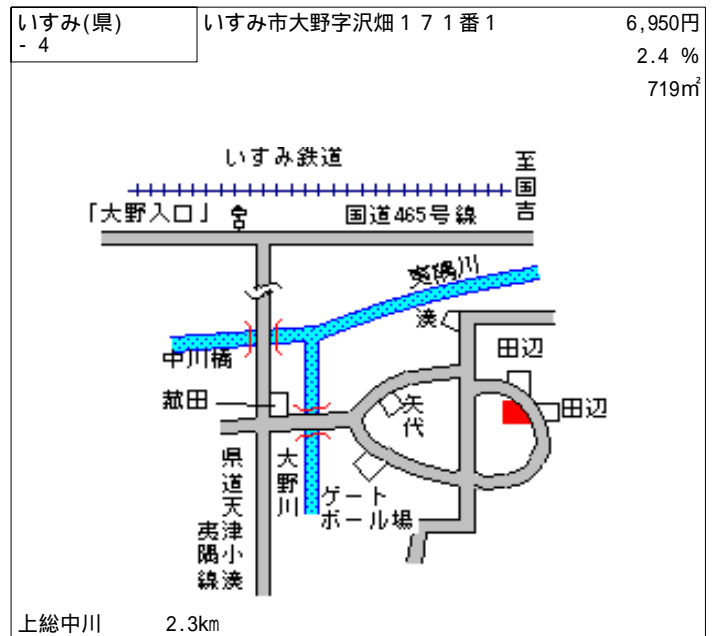 いすみ(県)
- 4
いすみ市大野字沢畑１７１番1
6,950円
2.4 %
719㎡
いすみ鉄道
至国吉
「大野入口」
国道465号線
夷隅川
湊
中川橋
田辺
菰田
矢代
田辺
県道天津小湊夷隅線
大野川
ゲート
ボール場
上総中川 2.3km